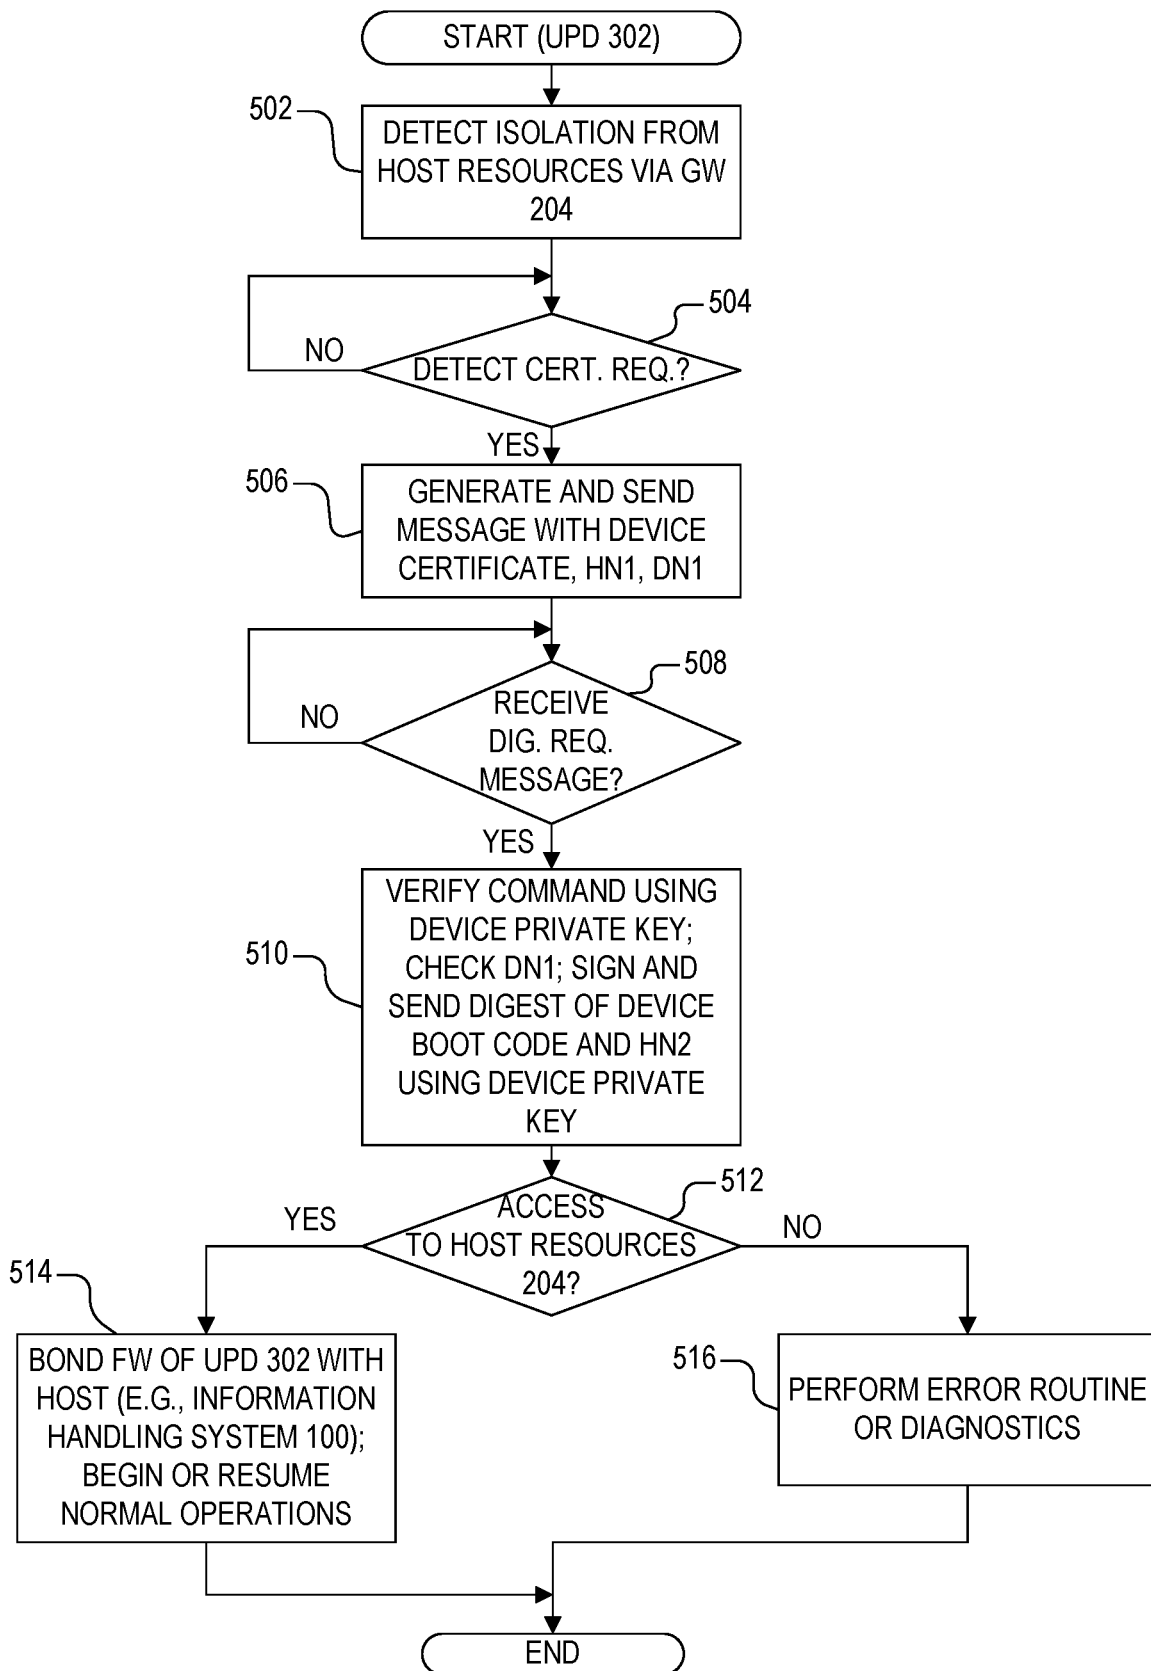 START (UPD 302)
502
DETECT ISOLATION FROM
HOST RESOURCES VIA GW
204
504
DETECT CERT. REQ.?
NO
YES
506
GENERATE AND SEND
MESSAGE WITH DEVICE
CERTIFICATE, HN1, DN1
508
RECEIVE
DIG. REQ.
MESSAGE?
NO
YES
510
VERIFY COMMAND USING
DEVICE PRIVATE KEY;
CHECK DN1; SIGN AND
SEND DIGEST OF DEVICE
BOOT CODE AND HN2
USING DEVICE PRIVATE
KEY
512
ACCESS
TO HOST RESOURCES
204?
YES
NO
514
BOND FW OF UPD 302 WITH
HOST (E.G., INFORMATION
HANDLING SYSTEM 100);
BEGIN OR RESUME
NORMAL OPERATIONS
516
PERFORM ERROR ROUTINE
OR DIAGNOSTICS
END